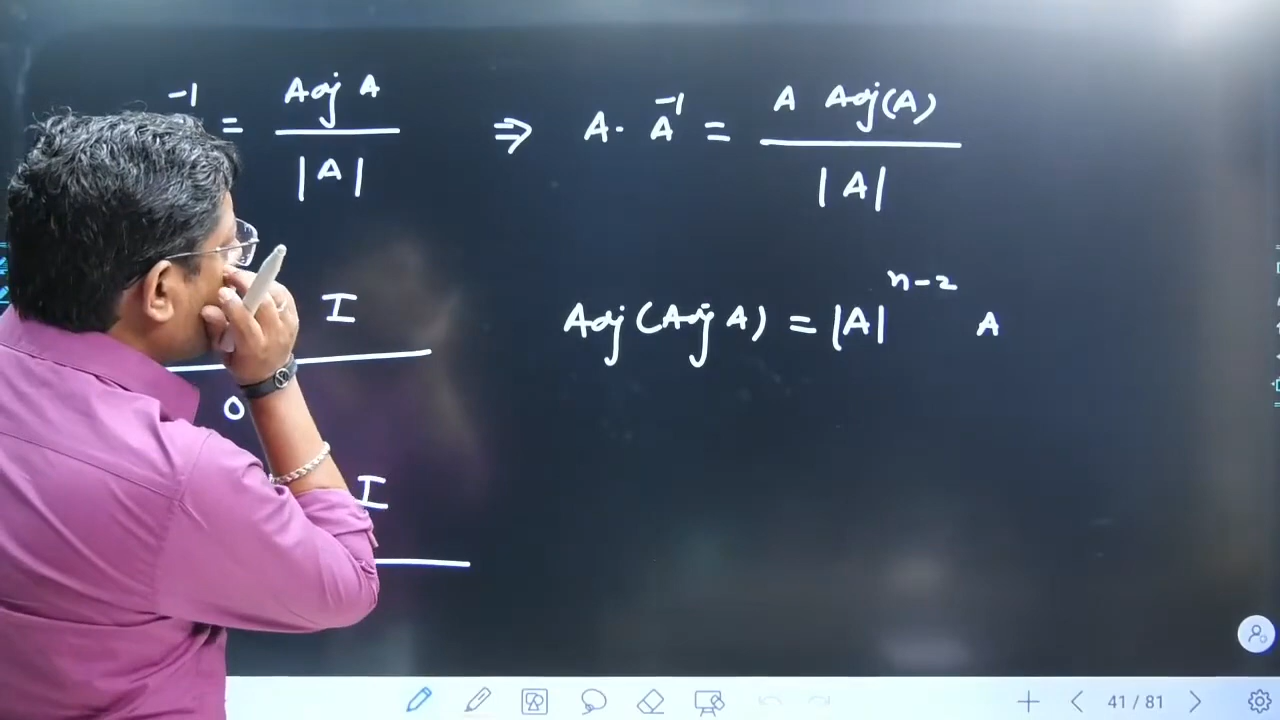 -1 = Adj A / |A| ⇒ A· A⁻¹ = A Adj(A) / |A|
I
Adj(Adj A) = |A|ⁿ⁻² A
0
I
41 / 81